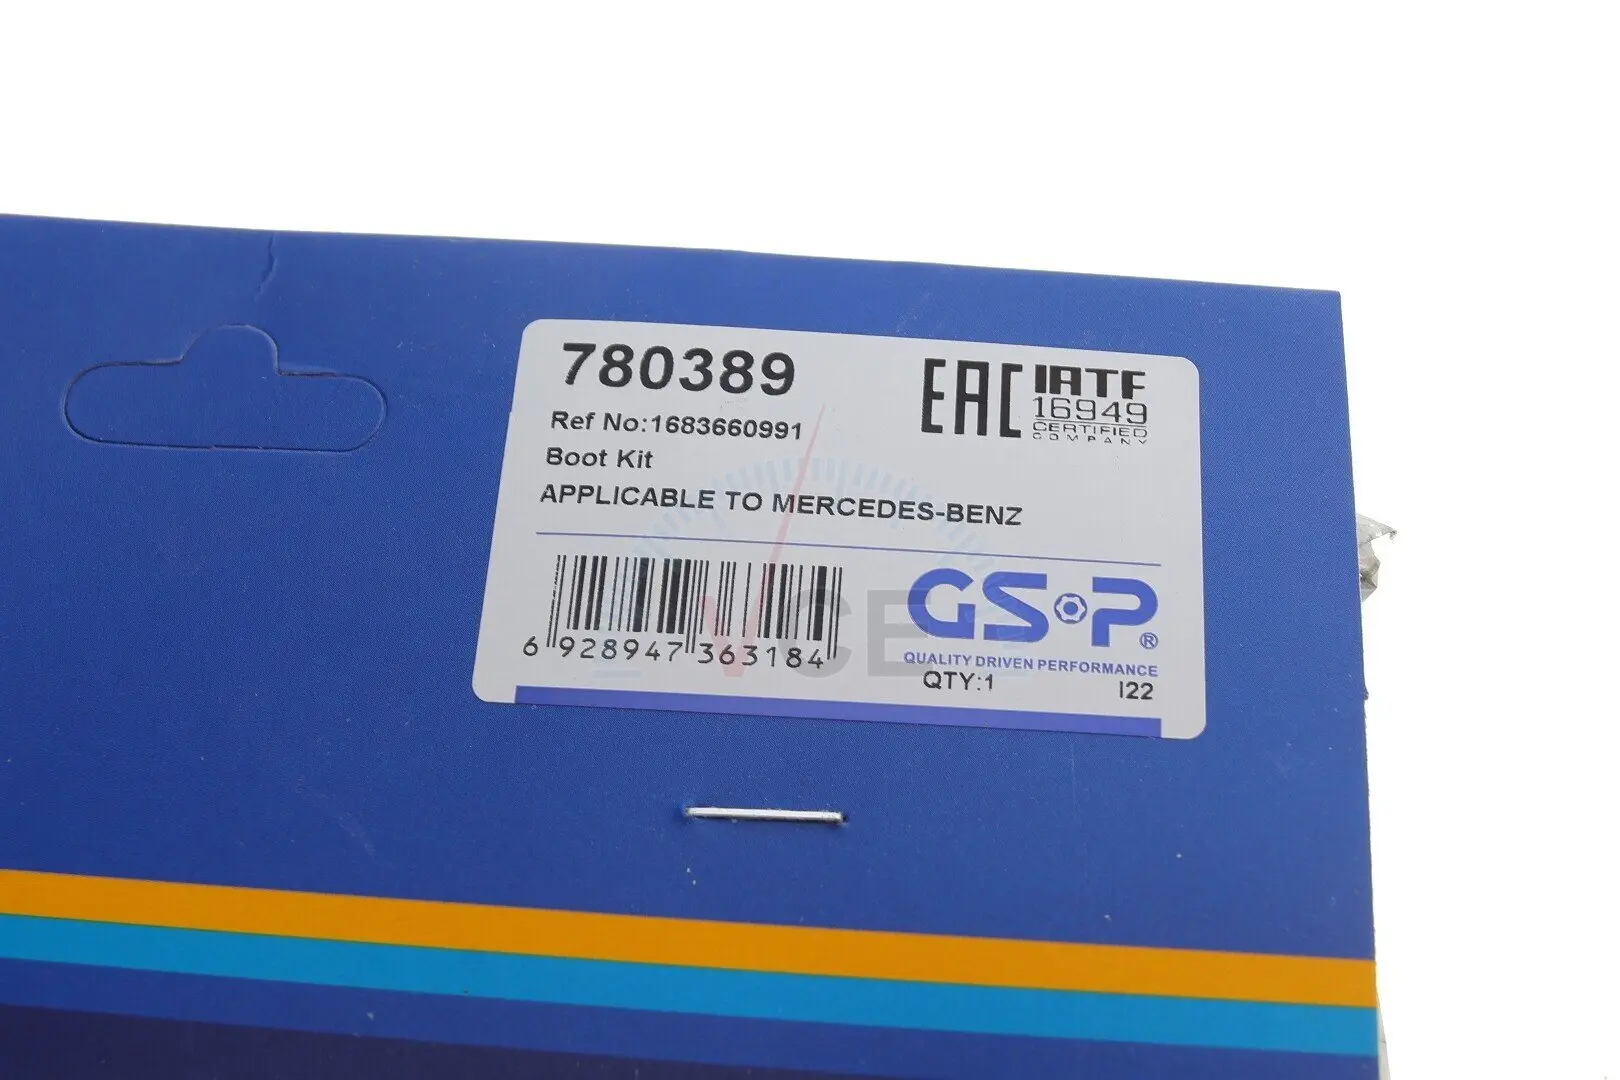 780389
EAC
IATF
16949
CERTIFIED
COMPANY
Ref No:1683660991
Boot Kit
APPLICABLE TO MERCEDES-BENZ
6 928947 363184
GSP®
QUALITY DRIVEN PERFORMANCE
QTY:1
I22
VCE